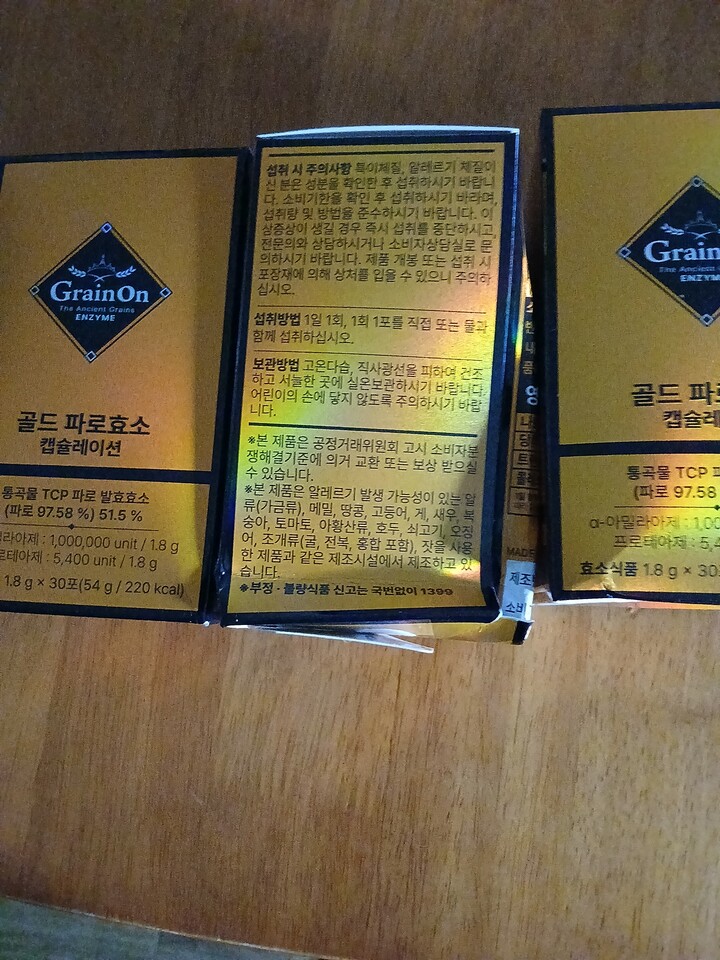 GrainOn
The Ancient Grains
ENZYME
골드 파로효소
캡슐레이션
통곡물 TCP 파로 발효효소
(파로 97.58 %) 51.5 %
밀라아제 : 1,000,000 unit / 1.8 g
로테아제 : 5,400 unit / 1.8 g
1.8 g × 30포(54 g / 220 kcal)
섭취 시 주의사항 특이체질, 알레르기 체질이
신 분은 성분을 확인한 후 섭취하시기 바랍니
다. 소비기한을 확인 후 섭취하시기 바라며,
섭취량 및 방법을 준수하시기 바랍니다. 이
상증상이 생길 경우 즉시 섭취를 중단하시고
전문의와 상담하시거나 소비자상담실로 문
의하시기 바랍니다. 제품 개봉 또는 섭취 시
포장재에 의해 상처를 입을 수 있으니 주의하
십시오.
섭취방법 1일 1회, 1회 1포를 직접 또는 물과
함께 섭취하십시오.
보관방법 고온다습, 직사광선을 피하여 건조
하고 서늘한 곳에 실온보관하시기 바랍니다.
어린이의 손에 닿지 않도록 주의하시기 바랍
니다.
※본 제품은 공정거래위원회 고시 소비자분
쟁해결기준에 의거 교환 또는 보상 받으실
수 있습니다.
※본 제품은 알레르기 발생 가능성이 있는 알
류(가금류), 메밀, 땅콩, 고등어, 게, 새우, 복
숭아, 토마토, 아황산류, 호두, 쇠고기, 오징
어, 조개류(굴, 전복, 홍합 포함), 잣을 사용
한 제품과 같은 제조시설에서 제조하고 있
습니다.
※부정 · 불량식품 신고는 국번없이 1399
영
MADE
제조
소비
Grain
The Ancient
ENZYM
골드 파
캡슐레이션
통곡물 TCP 파
(파로 97.58
α-아밀라아제 : 1,00
프로테아제 : 5,4
효소식품 1.8 g × 30